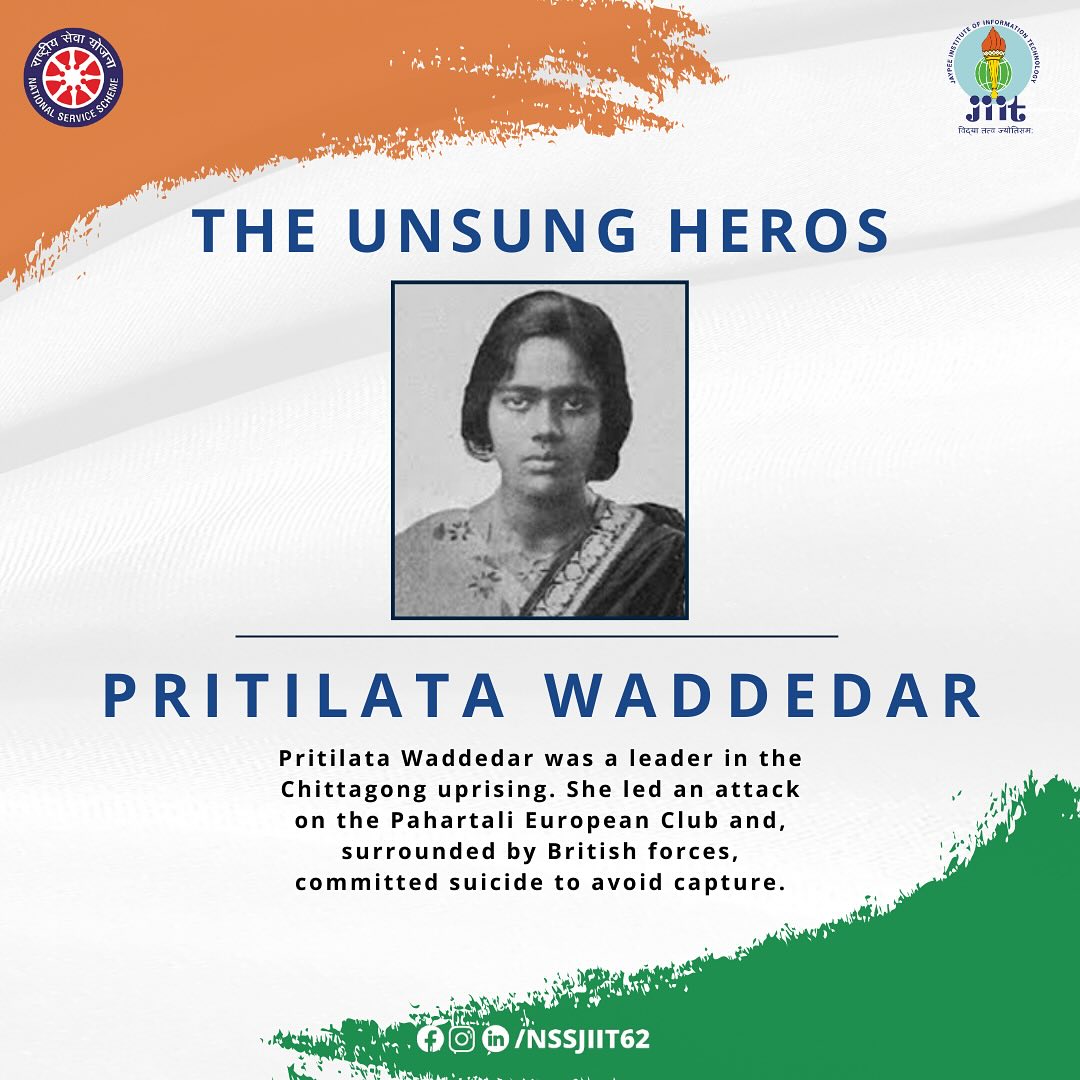 राष्ट्रीय सेवा योजना
NATIONAL SERVICE SCHEME
JAYPEE INSTITUTE OF INFORMATION TECHNOLOGY
jiit
विद्या तत्व ज्योतिसमः
THE UNSUNG HEROS
PRITILATA WADDEDAR
Pritilata Waddedar was a leader in the
Chittagong uprising. She led an attack
on the Pahartali European Club and,
surrounded by British forces,
committed suicide to avoid capture.
/NSSJIIT62